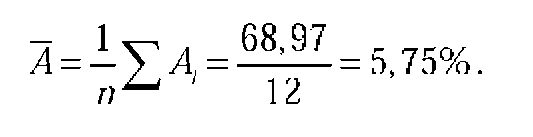 A̅ = 1/n ∑ A_i = 68,97/12 = 5,75%.